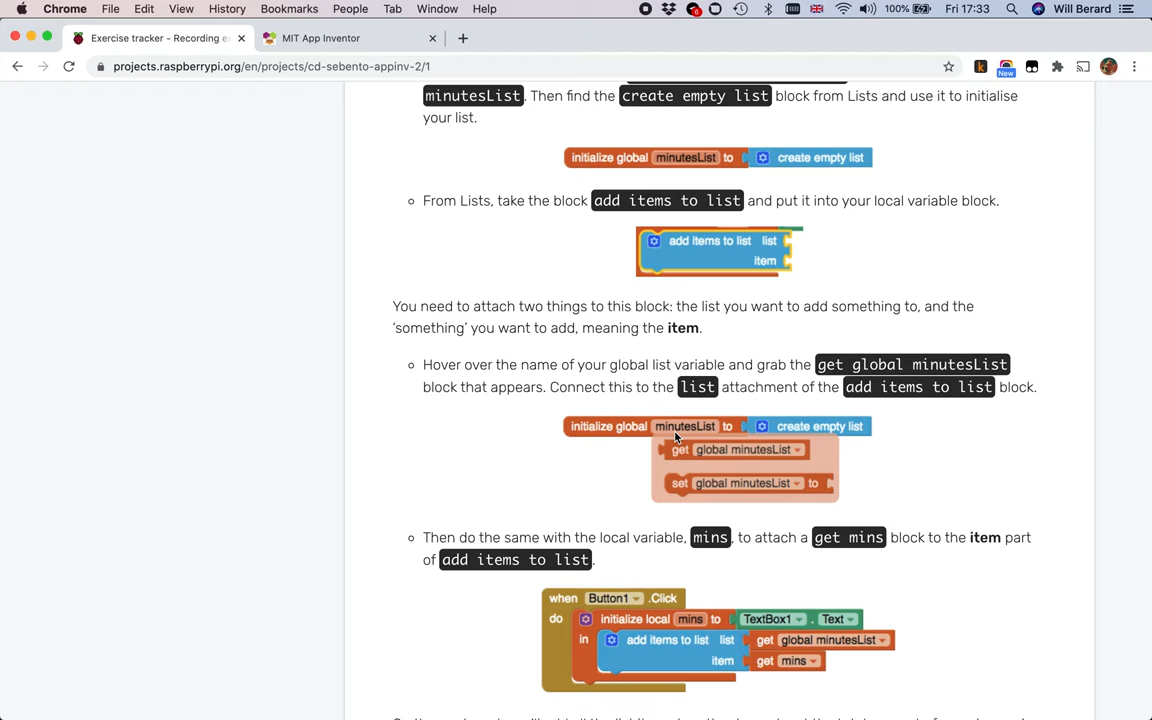 Chrome File Edit View History Bookmarks People Tab Window Help 6 100% Fri 17:33 Will Berard
Exercise tracker - Recording e MIT App Inventor
projects.raspberrypi.org/en/projects/cd-sebento-appinv-2/1 k New
minutesList. Then find the create empty list block from Lists and use it to initialise
your list.
initialize global minutesList to create empty list
From Lists, take the block add items to list and put it into your local variable block.
add items to list list
item
You need to attach two things to this block: the list you want to add something to, and the
'something' you want to add, meaning the item.
Hover over the name of your global list variable and grab the get global minutesList
block that appears. Connect this to the list attachment of the add items to list block.
initialize global minutesList to create empty list
get global minutesList
set global minutesList to
Then do the same with the local variable, mins, to attach a get mins block to the item part
of add items to list.
when Button1 .Click
do initialize local mins to TextBox1 . Text
in add items to list list get global minutesList
item get mins